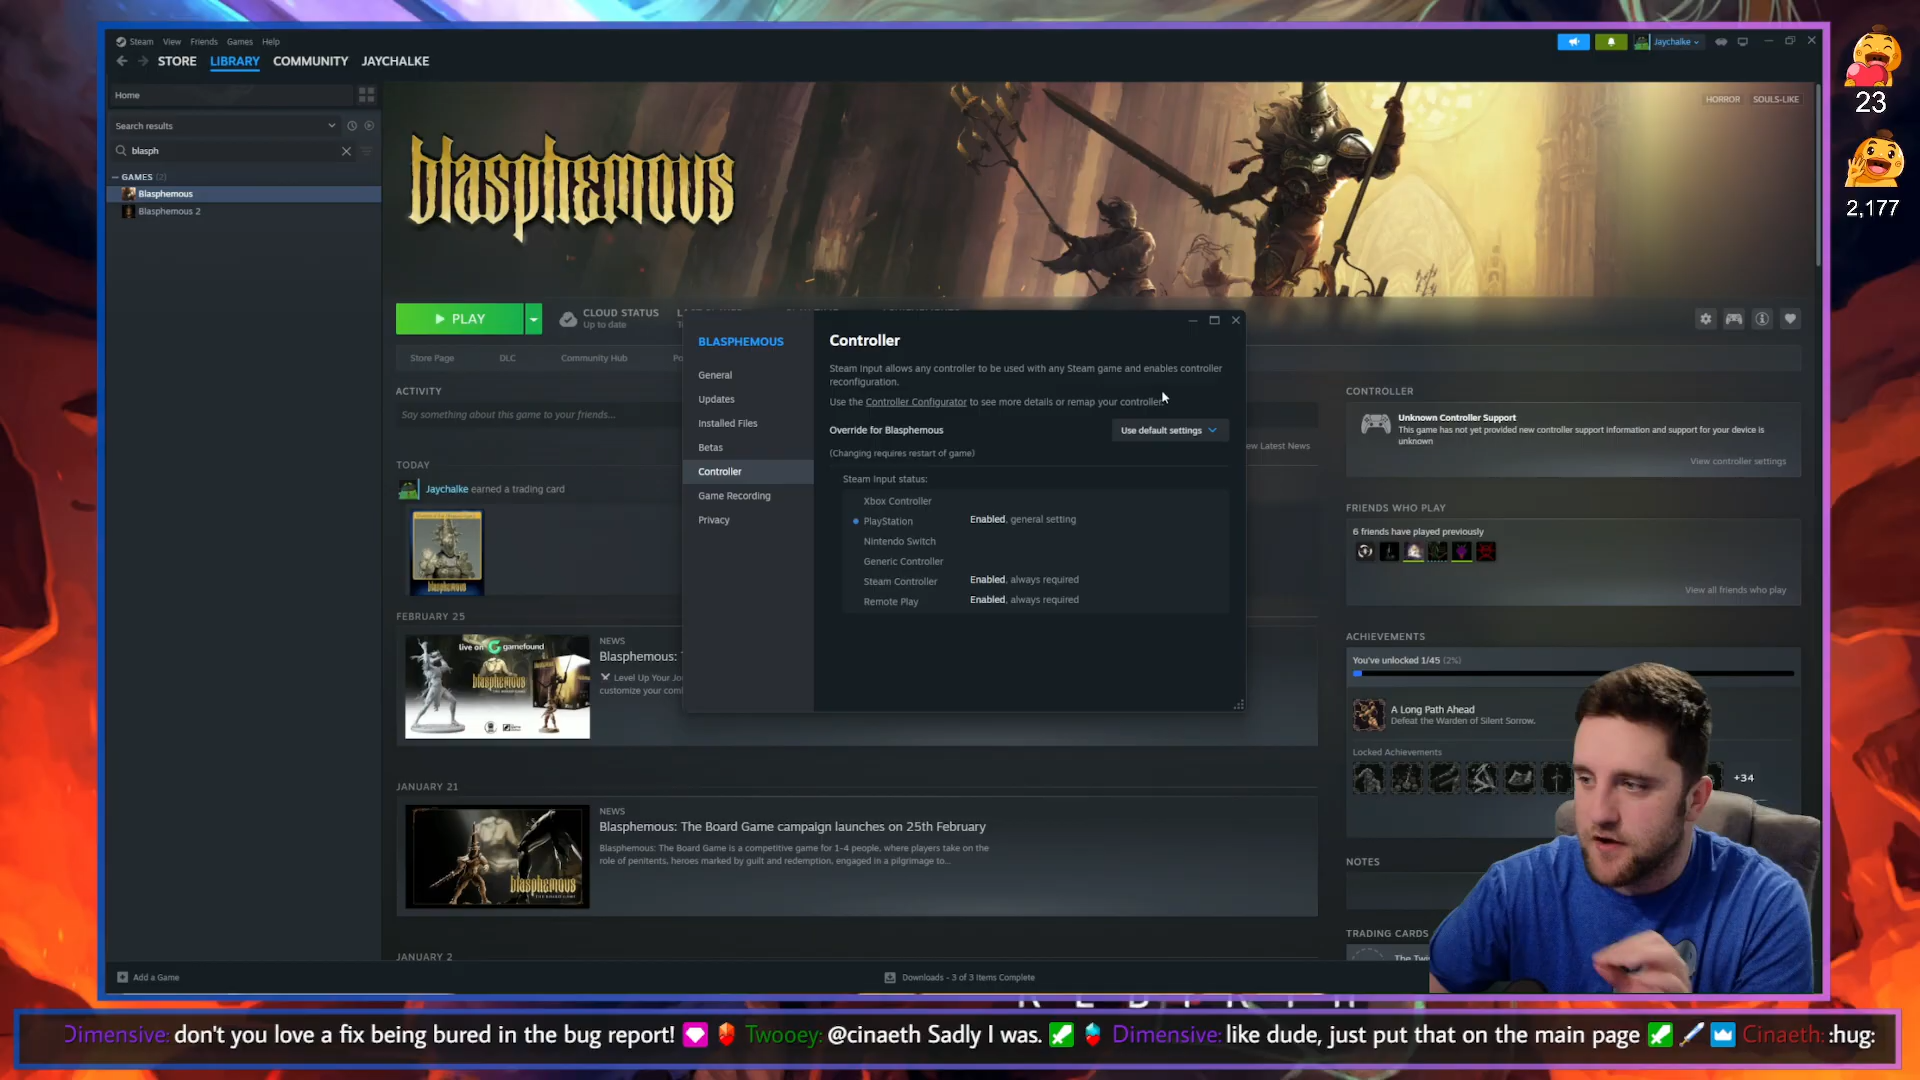 Steam View Friends Games Help
Jaychalke
STORE LIBRARY COMMUNITY JAYCHALKE
Home
Search results
blasph
GAMES (2)
Blasphemous
Blasphemous 2
HORROR SOULS-LIKE
blasphemous
23
2,177
PLAY
CLOUD STATUS
Up to date
Store Page DLC Community Hub
ACTIVITY
Say something about this game to your friends...
TODAY
Jaychalke earned a trading card
blasphemous
FEBRUARY 25
live on gamefound
blasphemous
NEWS
Blasphemous:
Level Up Your
customize your
JANUARY 21
blasphemous
NEWS
Blasphemous: The Board Game campaign launches on 25th February
Blasphemous: The Board Game is a competitive game for 1-4 people, where players take on the
role of penitents, heroes marked by guilt and redemption, engaged in a pilgrimage to...
JANUARY 2
BLASPHEMOUS
General
Updates
Installed Files
Betas
Controller
Game Recording
Privacy
Controller
Steam Input allows any controller to be used with any Steam game and enables controller
reconfiguration.
Use the Controller Configurator to see more details or remap your controller.
Override for Blasphemous
Use default settings
(Changing requires restart of game)
Steam Input status:
Xbox Controller
PlayStation Enabled, general setting
Nintendo Switch
Generic Controller
Steam Controller Enabled, always required
Remote Play Enabled, always required
Latest News
CONTROLLER
Unknown Controller Support
This game has not yet provided new controller support information and support for your device is
unknown
View controller settings
FRIENDS WHO PLAY
6 friends have played previously
View all friends who play
ACHIEVEMENTS
You've unlocked 1/45 (2%)
A Long Path Ahead
Defeat the Warden of Silent Sorrow.
Locked Achievements
+34
NOTES
TRADING CARDS
Add a Game
Downloads - 3 of 3 Items Complete
Dimensive: don't you love a fix being bured in the bug report! Twooey: @cinaeth Sadly I was. Dimensive: like dude, just put that on the main page Cinaeth: :hug: